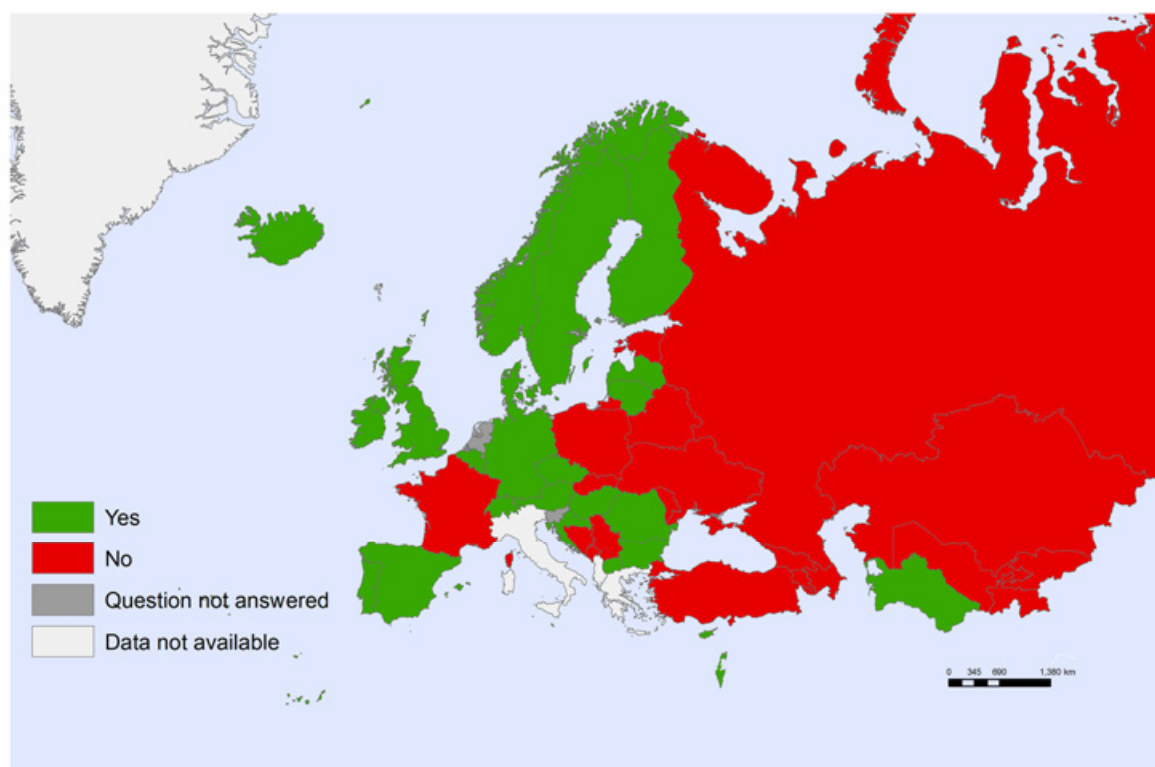 Yes
No
Question not answered
Data not available
0 345 690 1,380 km